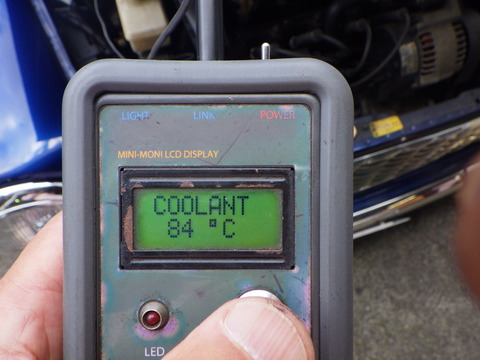 LIGHT LINK POWER
MINI-MONI LCD DISPLAY
COOLANT
84 °C
LED